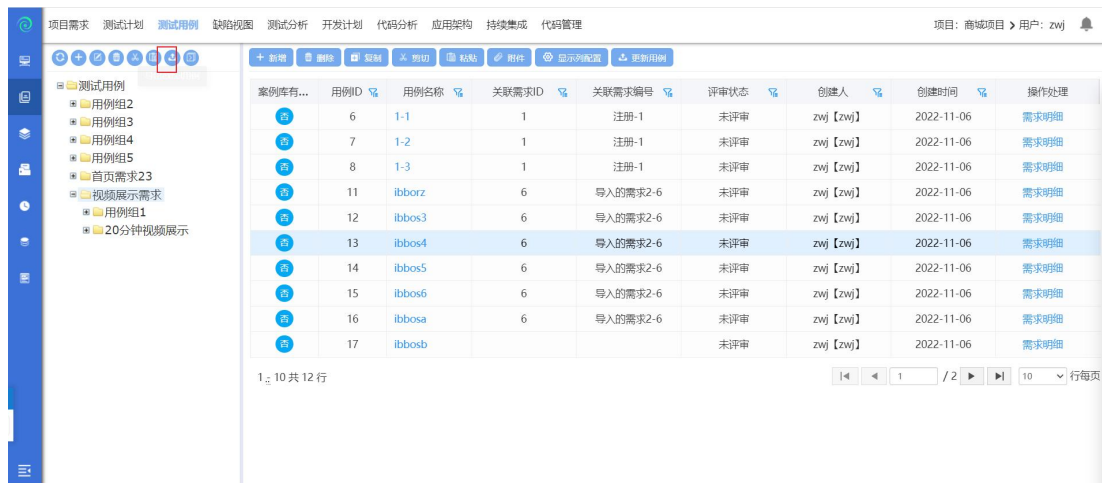 项目需求 测试计划 测试用例 缺陷视图 测试分析 开发计划 代码分析 应用架构 持续集成 代码管理 项目：商城项目 用户：zwj
+ 新增 删除 复制 剪切 粘贴 附件 显示列配置 更新用例
测试用例
用例组2
用例组3
用例组4
用例组5
首页需求23
视频展示需求
用例组1
20分钟视频展示
案例库有... 用例ID 用例名称 关联需求ID 关联需求编号 评审状态 创建人 创建时间 操作处理
否 6 1-1 1 注册-1 未评审 zwj【zwj】 2022-11-06 需求明细
否 7 1-2 1 注册-1 未评审 zwj【zwj】 2022-11-06 需求明细
否 8 1-3 1 注册-1 未评审 zwj【zwj】 2022-11-06 需求明细
否 11 ibborz 6 导入的需求2-6 未评审 zwj【zwj】 2022-11-06 需求明细
否 12 ibbos3 6 导入的需求2-6 未评审 zwj【zwj】 2022-11-06 需求明细
否 13 ibbos4 6 导入的需求2-6 未评审 zwj【zwj】 2022-11-06 需求明细
否 14 ibbos5 6 导入的需求2-6 未评审 zwj【zwj】 2022-11-06 需求明细
否 15 ibbos6 6 导入的需求2-6 未评审 zwj【zwj】 2022-11-06 需求明细
否 16 ibbosa 6 导入的需求2-6 未评审 zwj【zwj】 2022-11-06 需求明细
否 17 ibbosb 未评审 zwj【zwj】 2022-11-06 需求明细
1 .: 10 共 12 行 1 / 2 10 行每页